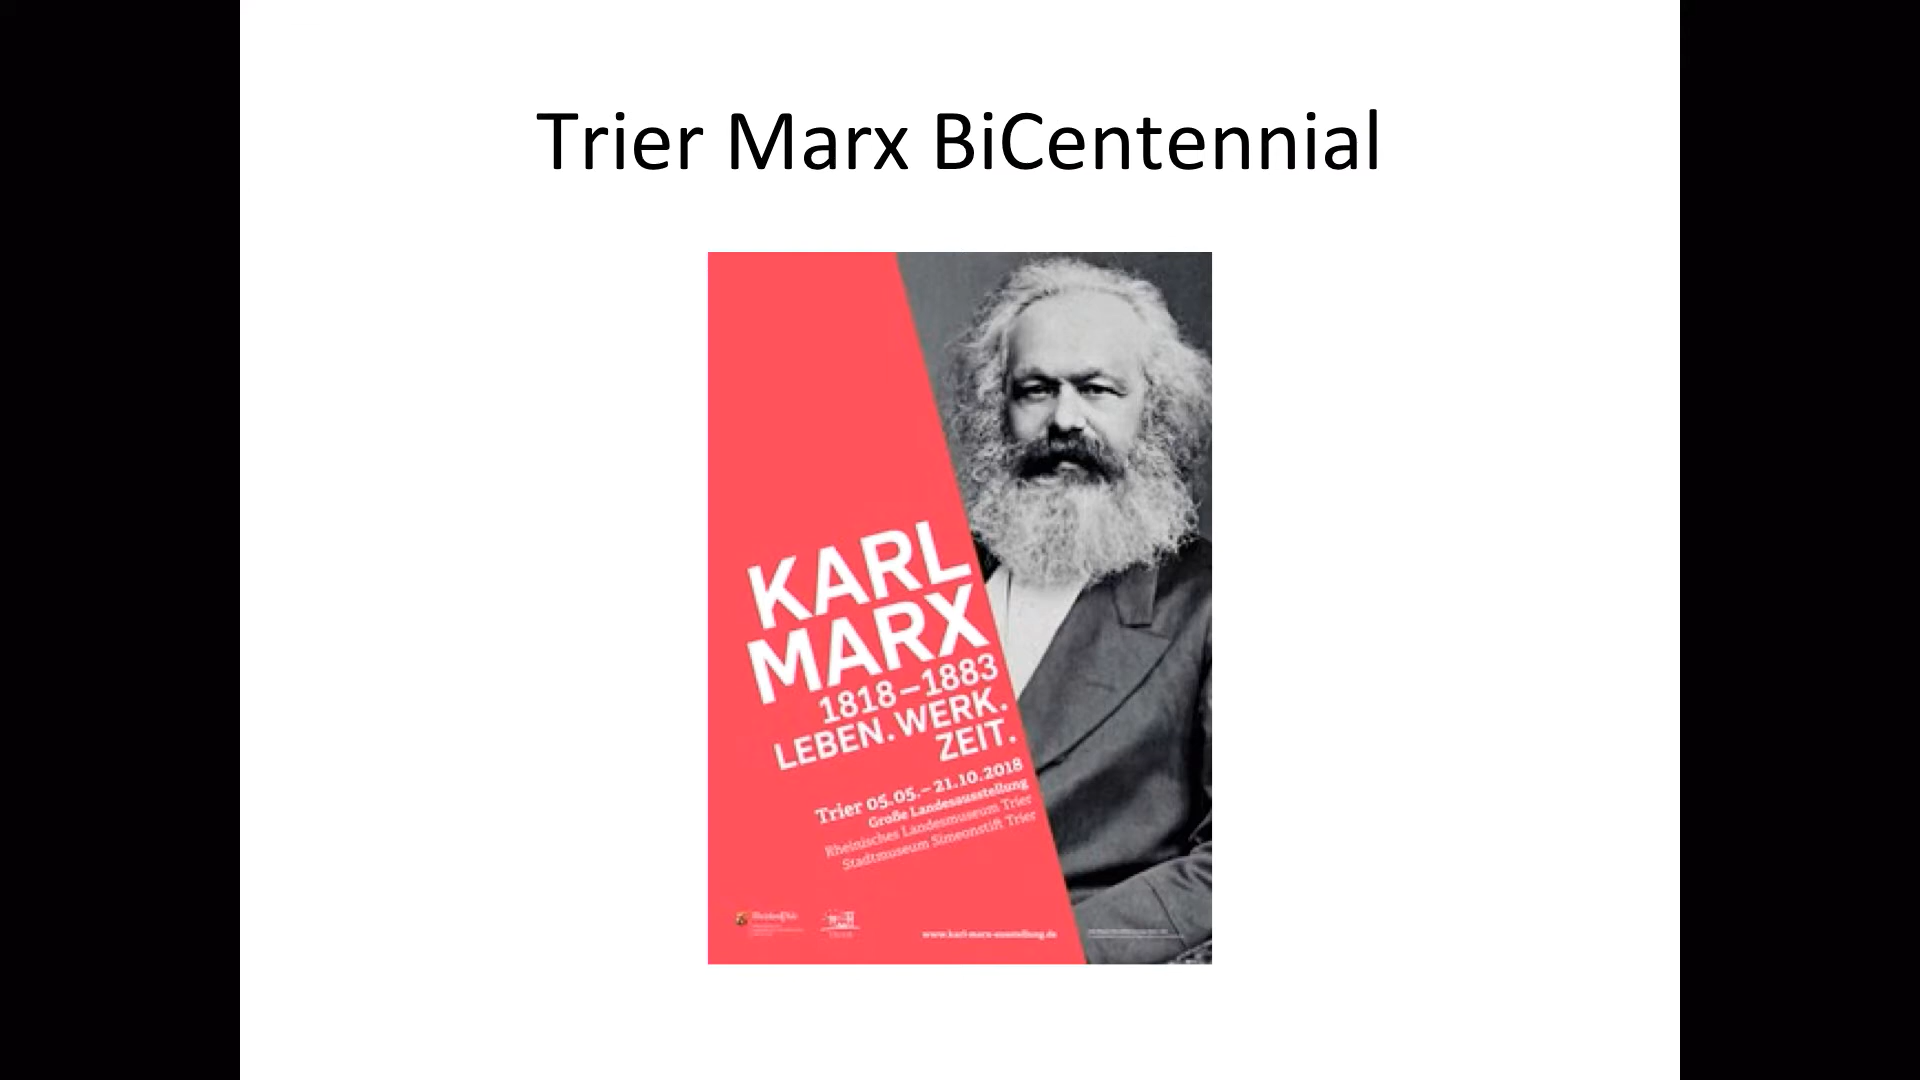 Trier Marx BiCentennial
KARL
MARX
1818–1883
LEBEN. WERK.
ZEIT.
Trier 05.05.–21.10.2018
Große Landesausstellung
Rheinisches Landesmuseum Trier
Stadtmuseum Simeonstift Trier
www.karl-marx-ausstellung.de